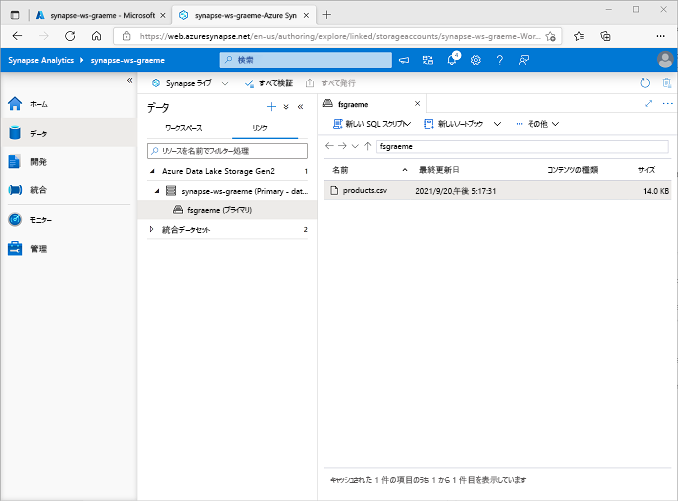 synapse-ws-graeme - Microsoft
synapse-ws-graeme-Azure Syn
https://web.azuresynapse.net/en-us/authoring/explore/linked/storageaccounts/synapse-ws-graeme-Wor...
Synapse Analytics
synapse-ws-graeme
検索
4
Synapse ライブ
すべて検証
すべて発行
ホーム
データ
開発
統合
モニター
管理
データ
ワークスペース
リンク
リソースを名前でフィルター処理
Azure Data Lake Storage Gen2 1
synapse-ws-graeme (Primary - dat...
fsgraeme (プライマリ)
統合データセット 2
fsgraeme
新しい SQL スクリプト
新しいノートブック
... その他
fsgraeme
名前 最終更新日 コンテンツの種類 サイズ
products.csv 2021/9/20,午後 5:17:31 14.0 KB
キャッシュされた 1 件の項目のうち 1 から 1 件目を表示しています